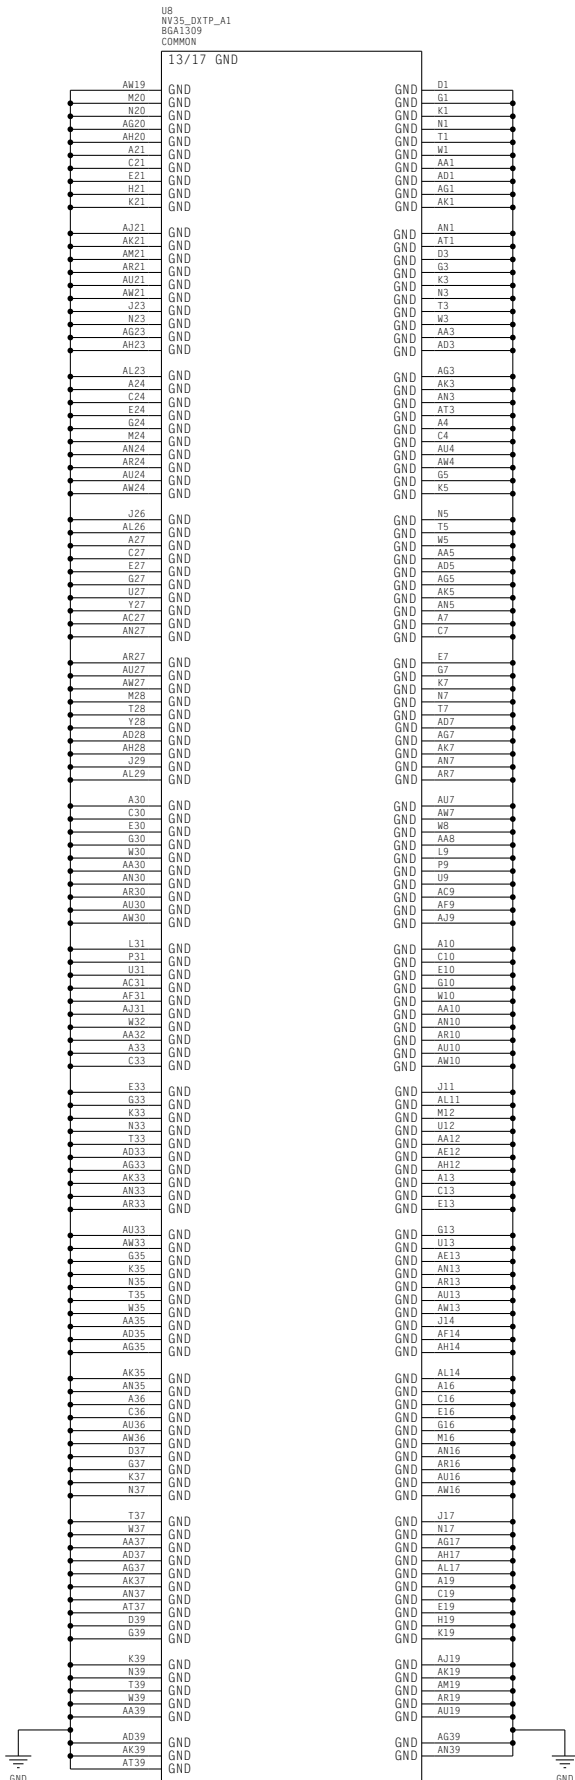 U8
NV35_DXTP_A1
BGA1309
COMMON
13/17 GND
AW19 GND GND D1
M20 GND GND G1
N20 GND GND K1
AG20 GND GND N1
AH20 GND GND T1
A21 GND GND W1
C21 GND GND AA1
E21 GND GND AD1
H21 GND GND AG1
K21 GND GND AK1
AJ21 GND GND AN1
AK21 GND GND AT1
AM21 GND GND D3
AR21 GND GND G3
AU21 GND GND K3
AW21 GND GND N3
J23 GND GND T3
N23 GND GND W3
AG23 GND GND AA3
AH23 GND GND AD3
AL23 GND GND AG3
A24 GND GND AK3
C24 GND GND AN3
E24 GND GND AT3
G24 GND GND A4
M24 GND GND C4
AN24 GND GND AU4
AR24 GND GND AW4
AU24 GND GND G5
AW24 GND GND K5
J26 GND GND N5
AL26 GND GND T5
A27 GND GND W5
C27 GND GND AA5
E27 GND GND AD5
G27 GND GND AG5
U27 GND GND AK5
Y27 GND GND AN5
AC27 GND GND A7
AN27 GND GND C7
AR27 GND GND E7
AU27 GND GND G7
AW27 GND GND K7
M28 GND GND N7
T28 GND GND T7
Y28 GND GND AD7
AD28 GND GND AG7
AH28 GND GND AK7
J29 GND GND AN7
AL29 GND GND AR7
A30 GND GND AU7
C30 GND GND AW7
E30 GND GND W8
G30 GND GND AA8
W30 GND GND L9
AA30 GND GND P9
AN30 GND GND U9
AR30 GND GND AC9
AU30 GND GND AF9
AW30 GND GND AJ9
L31 GND GND A10
P31 GND GND C10
U31 GND GND E10
AC31 GND GND G10
AF31 GND GND W10
AJ31 GND GND AA10
W32 GND GND AN10
AA32 GND GND AR10
A33 GND GND AU10
C33 GND GND AW10
E33 GND GND J11
G33 GND GND AL11
K33 GND GND M12
N33 GND GND U12
T33 GND GND AA12
AD33 GND GND AE12
AG33 GND GND AH12
AK33 GND GND A13
AN33 GND GND C13
AR33 GND GND E13
AU33 GND GND G13
AW33 GND GND U13
G35 GND GND AE13
K35 GND GND AN13
N35 GND GND AR13
T35 GND GND AU13
W35 GND GND AW13
AA35 GND GND J14
AD35 GND GND AF14
AG35 GND GND AH14
AK35 GND GND AL14
AN35 GND GND A16
A36 GND GND C16
C36 GND GND E16
AU36 GND GND G16
AW36 GND GND M16
D37 GND GND AN16
G37 GND GND AR16
K37 GND GND AU16
N37 GND GND AW16
T37 GND GND J17
W37 GND GND N17
AA37 GND GND AG17
AD37 GND GND AH17
AG37 GND GND AL17
AK37 GND GND A19
AN37 GND GND C19
AT37 GND GND E19
D39 GND GND H19
G39 GND GND K19
K39 GND GND AJ19
N39 GND GND AK19
T39 GND GND AM19
W39 GND GND AR19
AA39 GND GND AU19
AD39 GND GND AG39
AK39 GND GND AN39
AT39 GND
GND GND